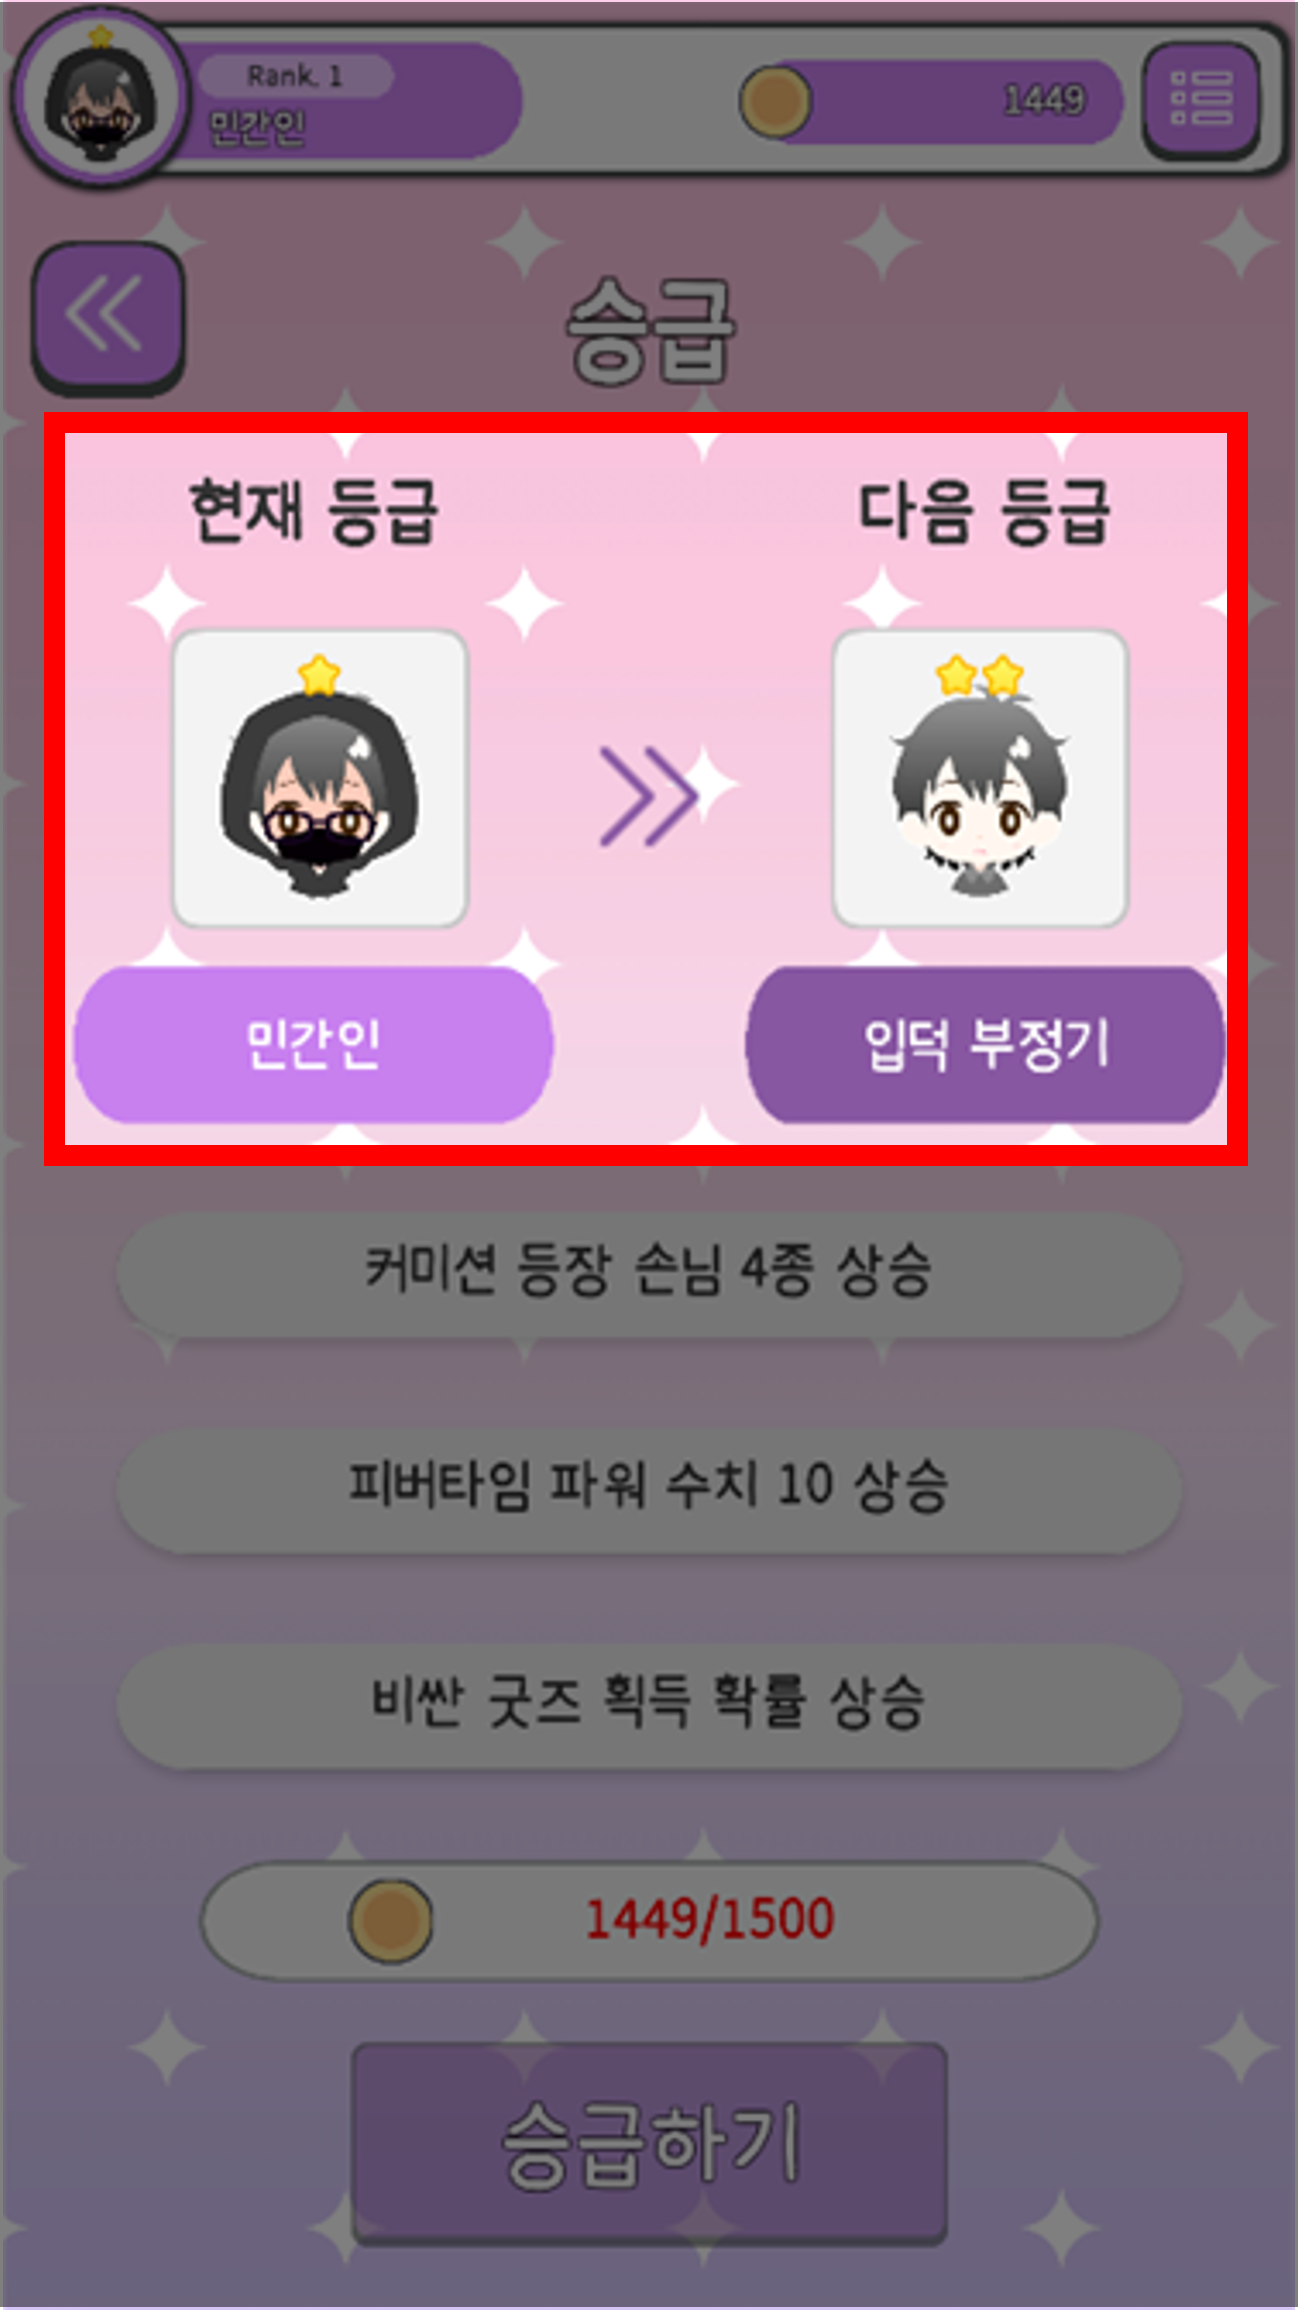 Rank. 1
민간인
1449
승급
현재 등급
다음 등급
민간인
입덕 부정기
커미션 등장 손님 4종 상승
피버타임 파워 수치 10 상승
비싼 굿즈 획득 확률 상승
1449/1500
승급하기